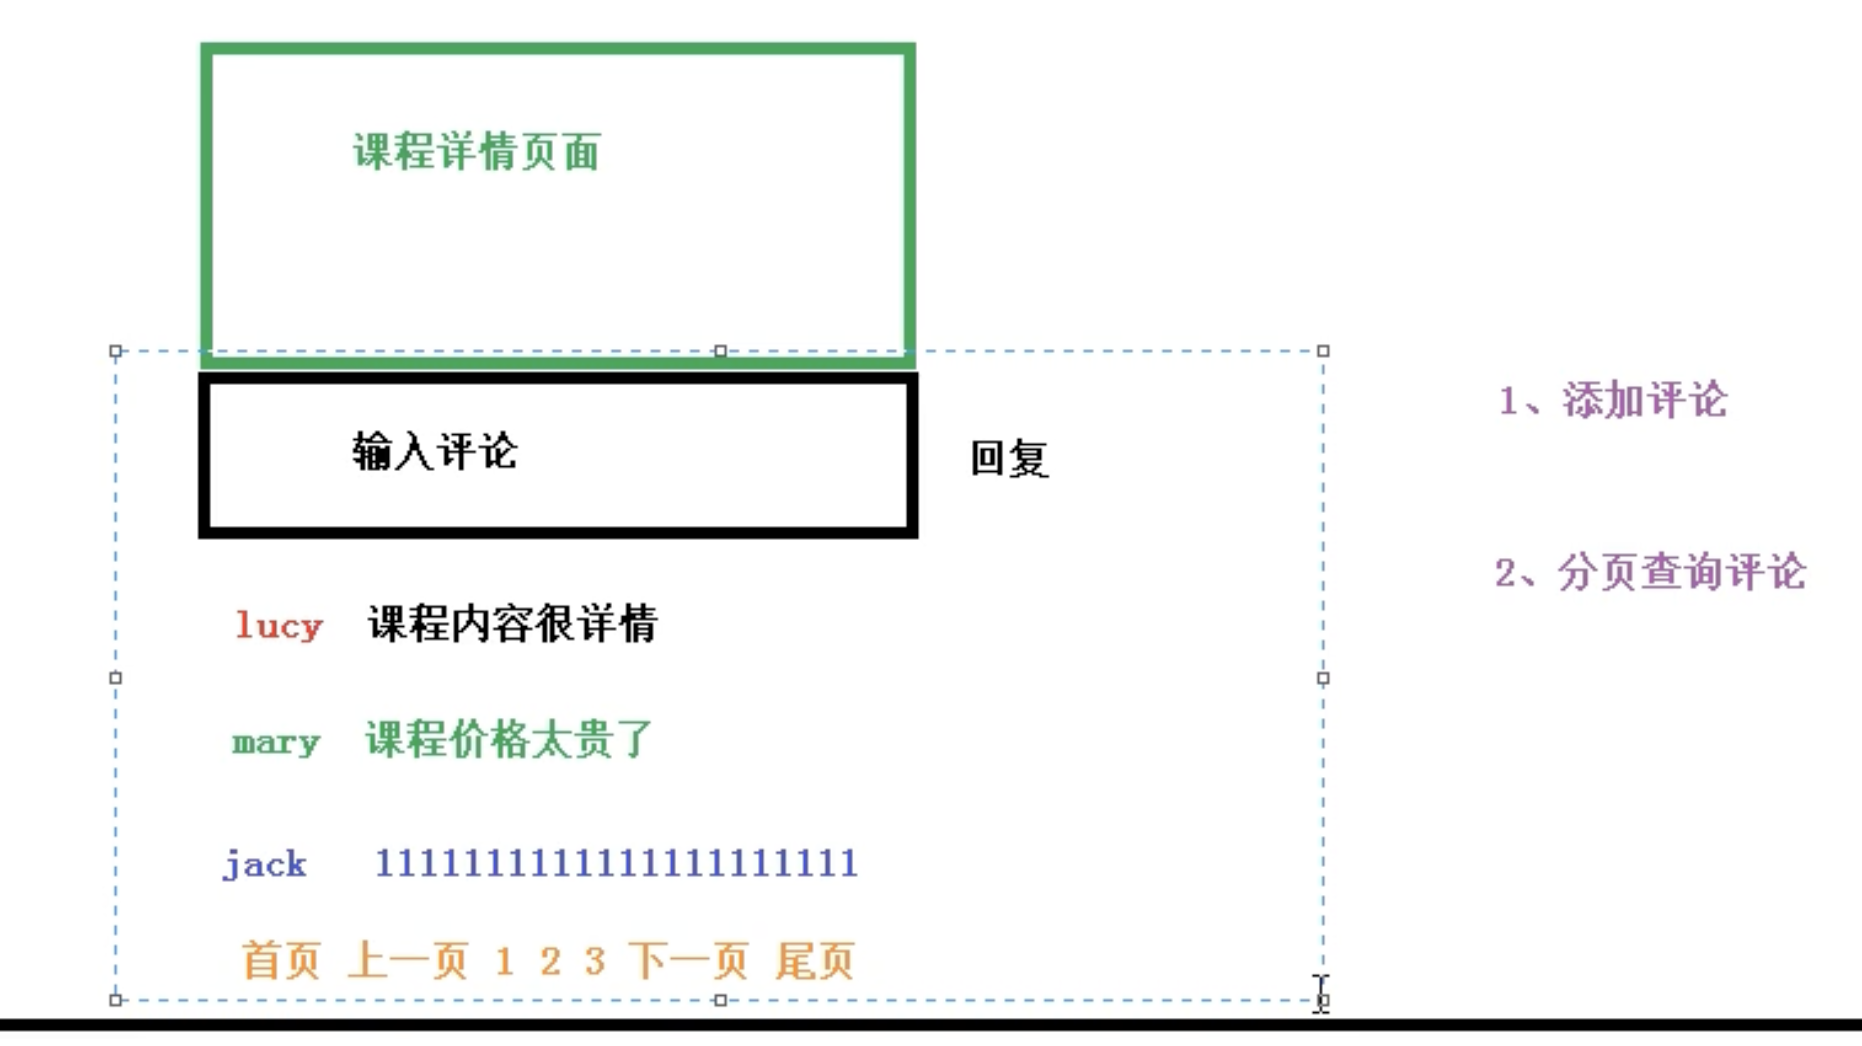 课程详情页面
输入评论 回复
1、添加评论
2、分页查询评论
lucy 课程内容很详情
mary 课程价格太贵了
jack 1111111111111111111111
首页 上一页 1 2 3 下一页 尾页